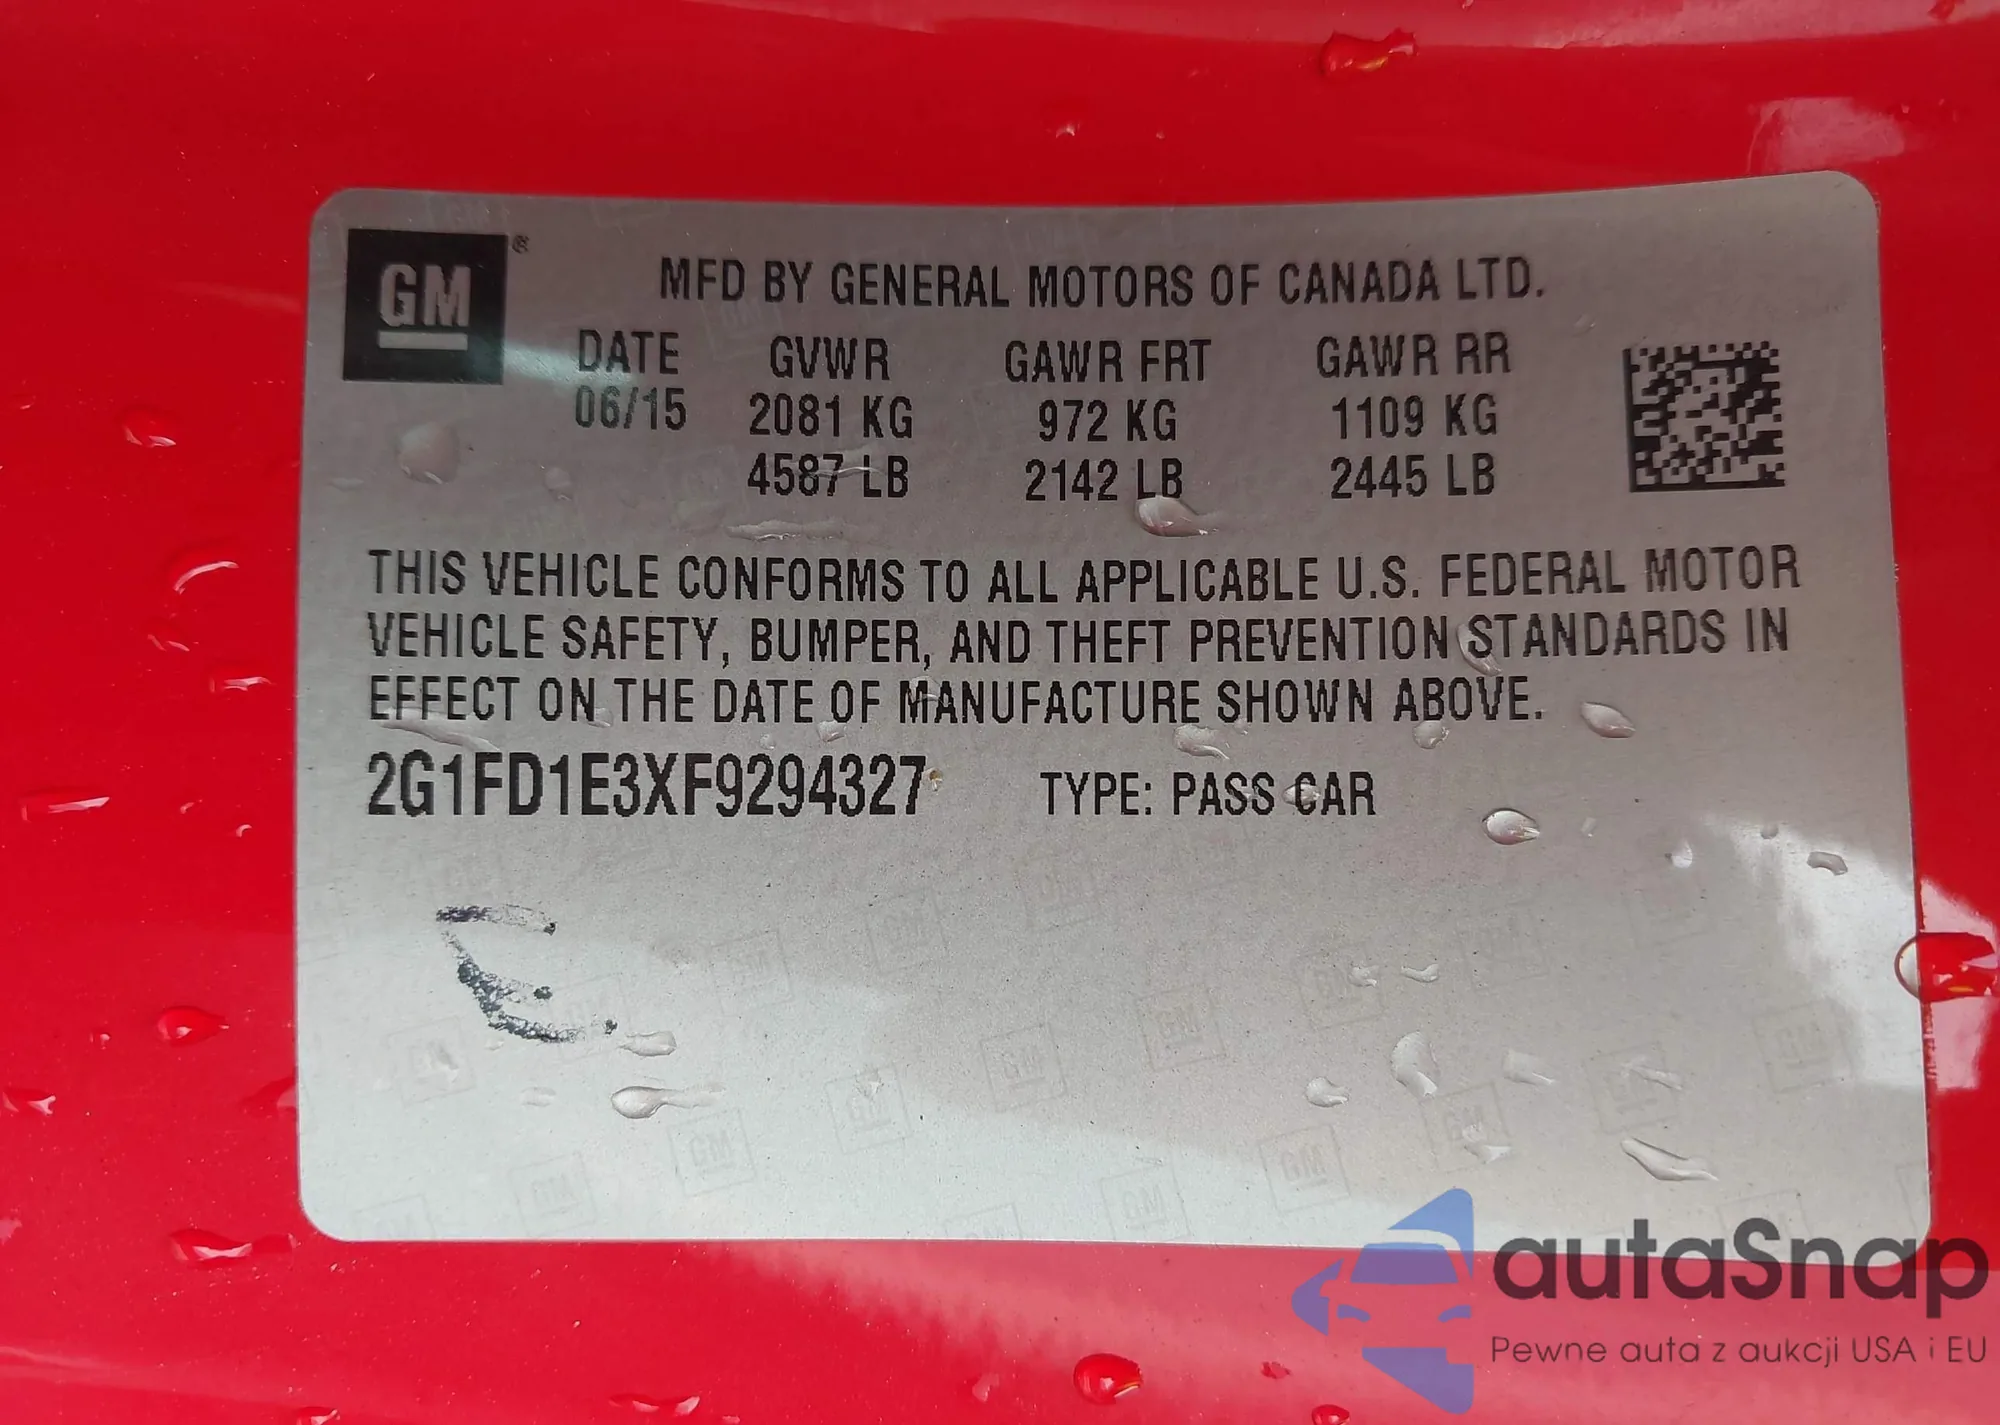 GM®
MFD BY GENERAL MOTORS OF CANADA LTD.
DATE GVWR GAWR FRT GAWR RR
06/15 2081 KG 972 KG 1109 KG
4587 LB 2142 LB 2445 LB
THIS VEHICLE CONFORMS TO ALL APPLICABLE U.S. FEDERAL MOTOR
VEHICLE SAFETY, BUMPER, AND THEFT PREVENTION STANDARDS IN
EFFECT ON THE DATE OF MANUFACTURE SHOWN ABOVE.
2G1FD1E3XF9294327 TYPE: PASS CAR
autaSnap
Pewne auta z aukcji USA i EU